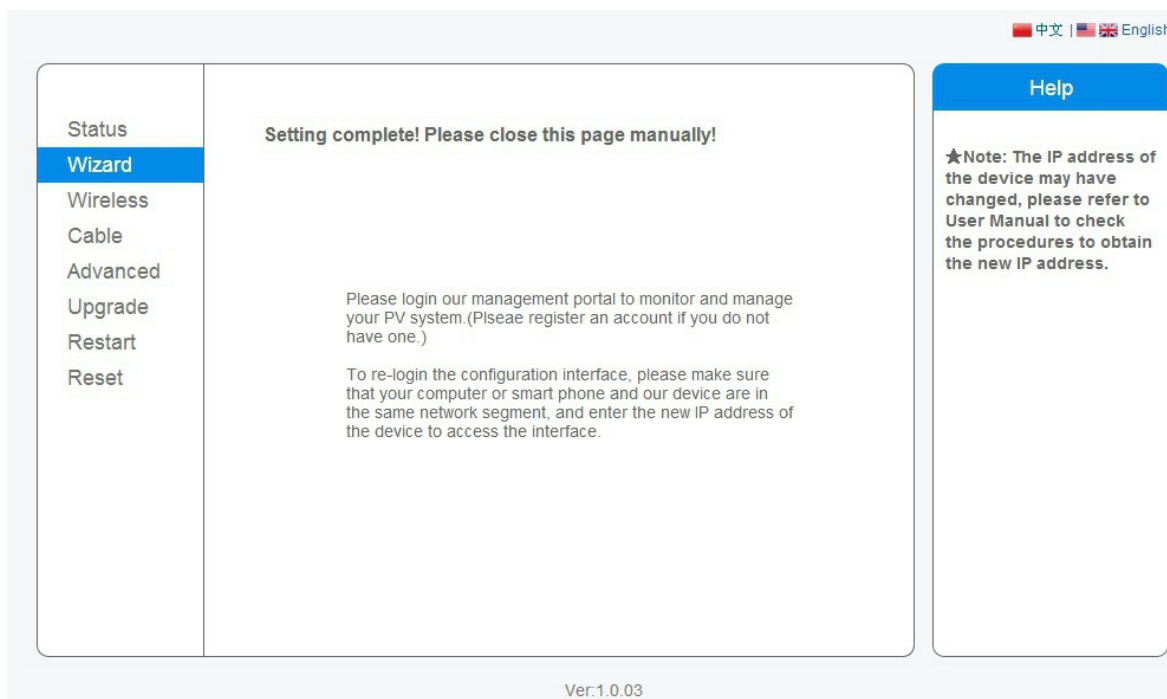 中文 | English
Help
Status
Wizard
Wireless
Cable
Advanced
Upgrade
Restart
Reset
Setting complete! Please close this page manually!
Please login our management portal to monitor and manage
your PV system.(Plseae register an account if you do not
have one.)
To re-login the configuration interface, please make sure
that your computer or smart phone and our device are in
the same network segment, and enter the new IP address of
the device to access the interface.
★Note: The IP address of
the device may have
changed, please refer to
User Manual to check
the procedures to obtain
the new IP address.
Ver:1.0.03